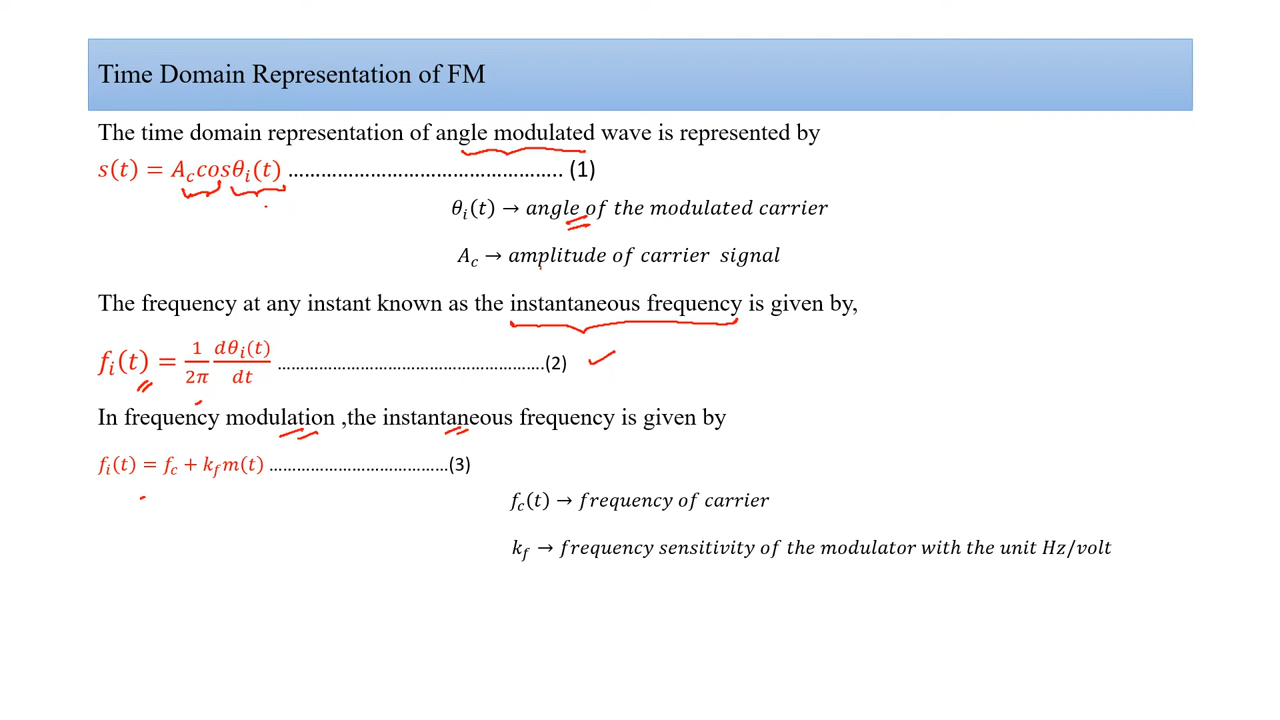 Time Domain Representation of FM
The time domain representation of angle modulated wave is represented by
s(t) = A_c cosθ_i(t) ………………………………………….. (1)
θ_i(t) → angle of the modulated carrier
A_c → amplitude of carrier signal
The frequency at any instant known as the instantaneous frequency is given by,
f_i(t) = \frac{1}{2π} \frac{dθ_i(t)}{dt} ………………………………………………….(2)
In frequency modulation ,the instantaneous frequency is given by
f_i(t) = f_c + k_f m(t) …………………………………(3)
f_c(t) → frequency of carrier
k_f → frequency sensitivity of the modulator with the unit Hz/volt